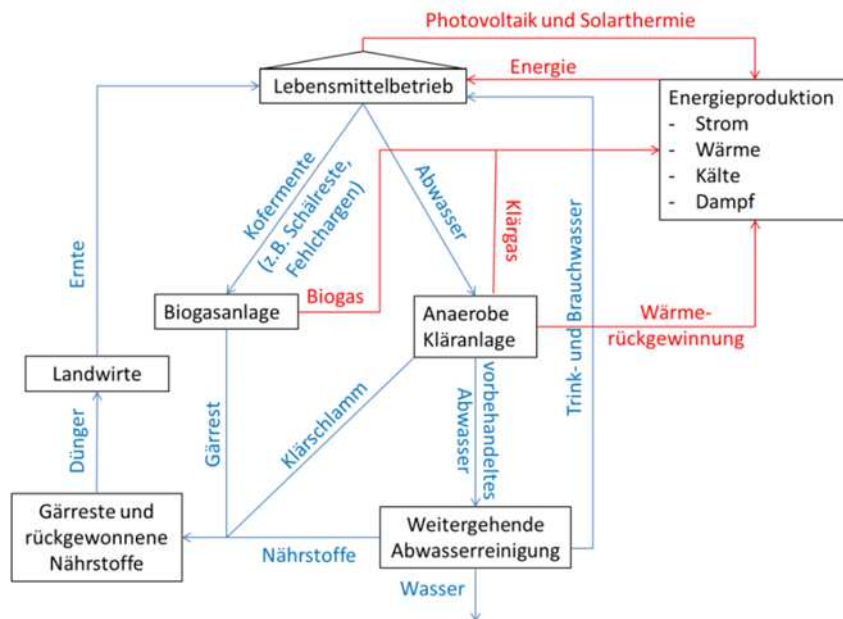 Photovoltaik und Solarthermie
Energie
Lebensmittelbetrieb
Energieproduktion
- Strom
- Wärme
- Kälte
- Dampf
Kofermente
(z.B. Schälreste,
Fehlchargen)
Abwasser
Klärgas
Trink- und Brauchwasser
Ernte
Biogasanlage
Biogas
Anaerobe
Kläranlage
Wärme-
rückgewinnung
Landwirte
Dünger
Gärrest
Klärschlamm
vorbehandeltes
Abwasser
Gärreste und
rückgewonnene
Nährstoffe
Nährstoffe
Weitergehende
Abwasserreinigung
Wasser